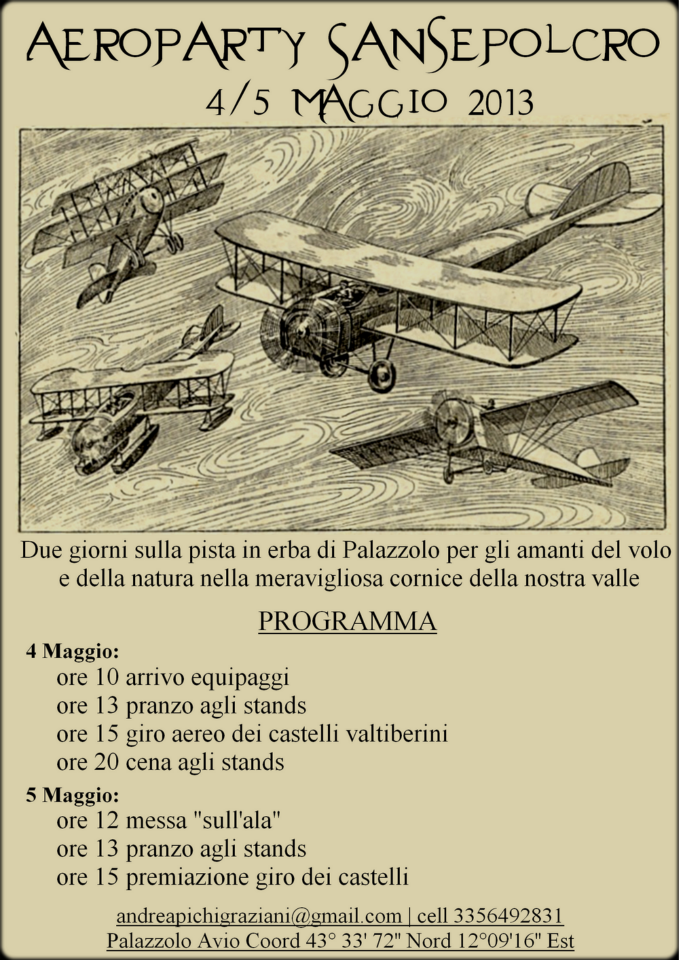 AEROPARTY SANSEPOLCRO
4/5 MAGGIO 2013
Due giorni sulla pista in erba di Palazzolo per gli amanti del volo
e della natura nella meravigliosa cornice della nostra valle
PROGRAMMA
4 Maggio:
ore 10 arrivo equipaggi
ore 13 pranzo agli stands
ore 15 giro aereo dei castelli valtiberini
ore 20 cena agli stands
5 Maggio:
ore 12 messa "sull'ala"
ore 13 pranzo agli stands
ore 15 premiazione giro dei castelli
andreapichigraziani@gmail.com | cell 3356492831
Palazzolo Avio Coord 43° 33' 72" Nord 12°09'16" Est